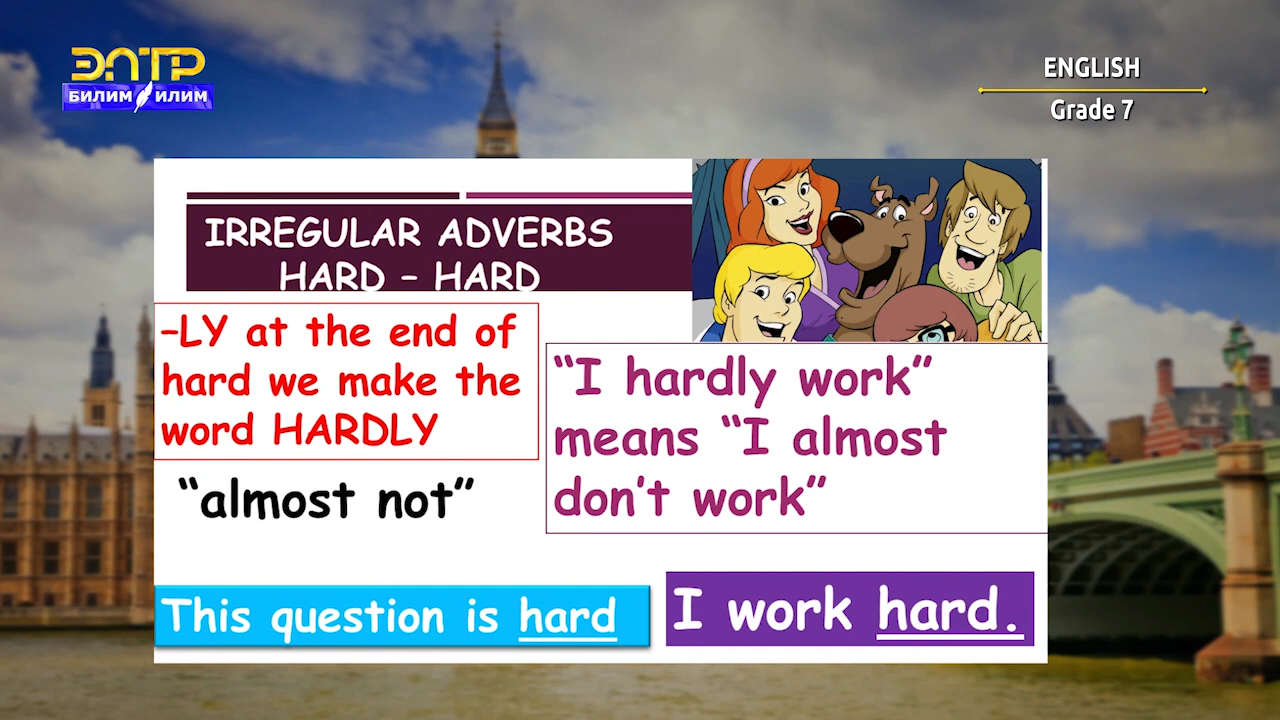 ЭЛТР
БИЛИМ ИЛИМ
ENGLISH
Grade 7
IRREGULAR ADVERBS
HARD – HARD
–LY at the end of
hard we make the
word HARDLY
“almost not”
“I hardly work”
means “I almost
don’t work”
This question is hard
I work hard.